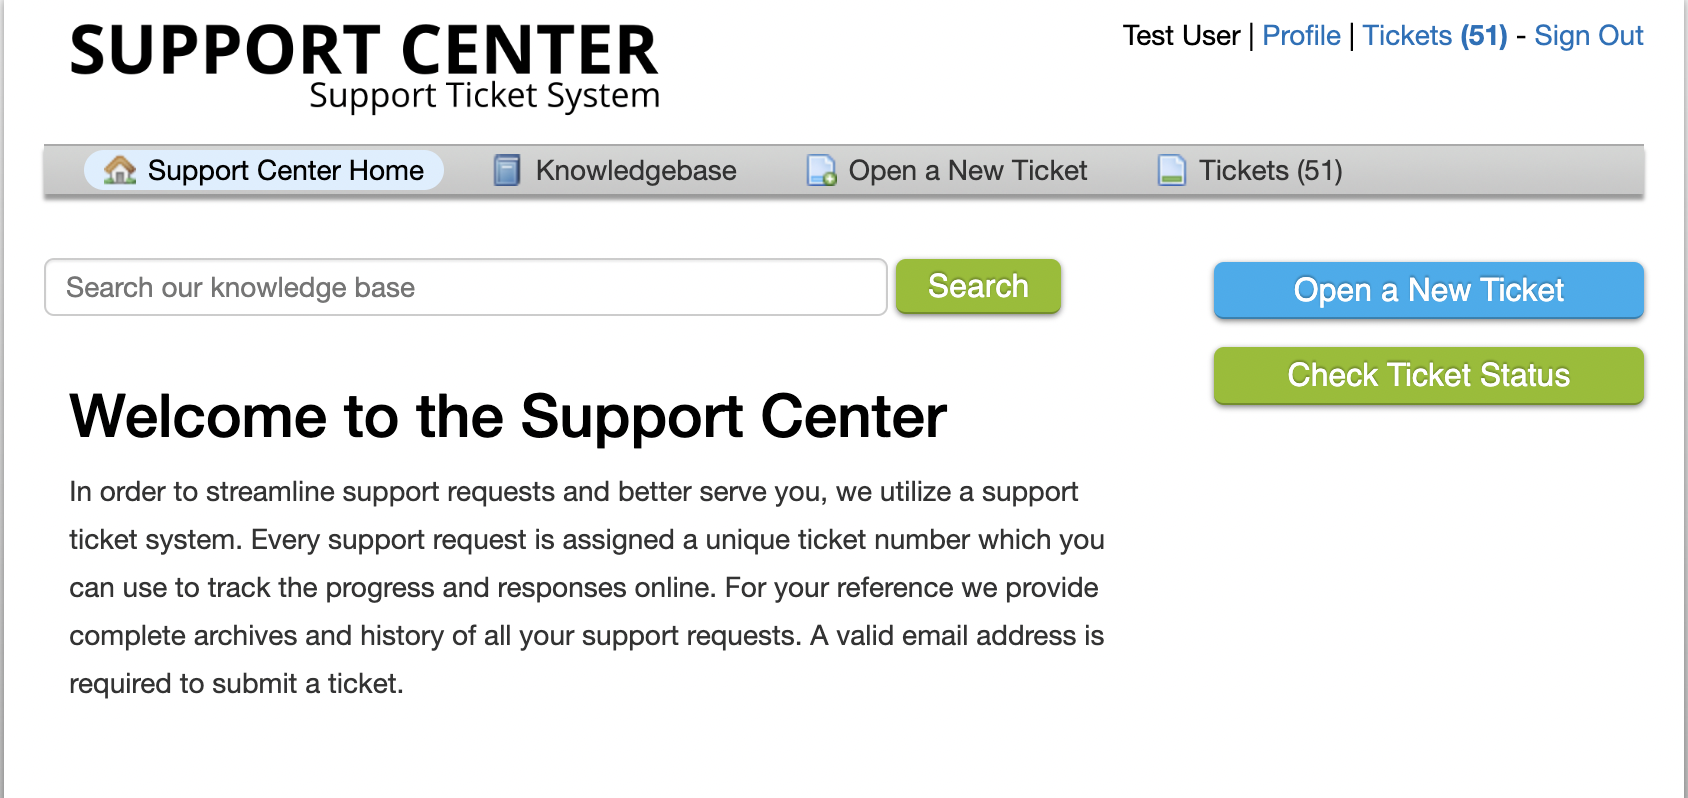 SUPPORT CENTER
Support Ticket System
Test User | Profile | Tickets (51) - Sign Out
Support Center Home Knowledgebase Open a New Ticket Tickets (51)
Search our knowledge base Search Open a New Ticket
Check Ticket Status
Welcome to the Support Center
In order to streamline support requests and better serve you, we utilize a support
ticket system. Every support request is assigned a unique ticket number which you
can use to track the progress and responses online. For your reference we provide
complete archives and history of all your support requests. A valid email address is
required to submit a ticket.